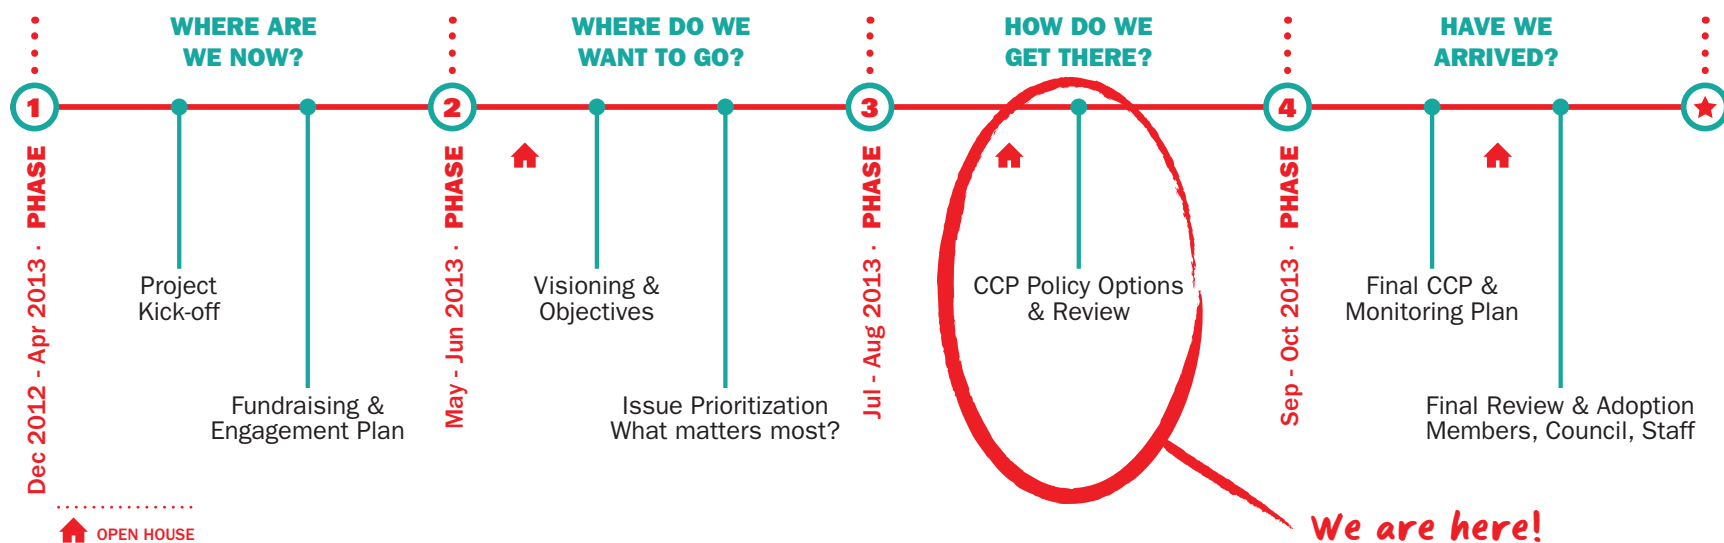 WHERE ARE
WE NOW?
WHERE DO WE
WANT TO GO?
HOW DO WE
GET THERE?
HAVE WE
ARRIVED?
1
2
3
4
Dec 2012 - Apr 2013 · PHASE
Project
Kick-off
Fundraising &
Engagement Plan
May - Jun 2013 · PHASE
Visioning &
Objectives
Issue Prioritization
What matters most?
Jul - Aug 2013 · PHASE
CCP Policy Options
& Review
Sep - Oct 2013 · PHASE
Final CCP &
Monitoring Plan
Final Review & Adoption
Members, Council, Staff
OPEN HOUSE
We are here!